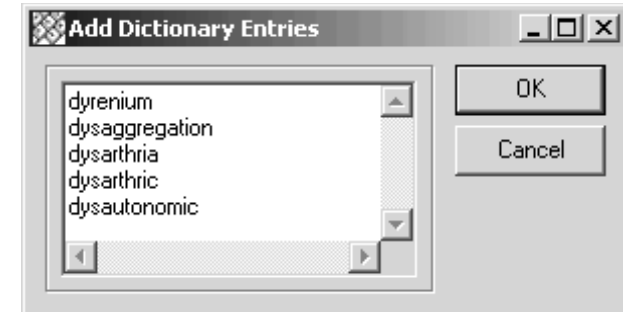 Add Dictionary Entries
dyrenium
dysaggregation
dysarthria
dysarthric
dysautonomic
OK
Cancel